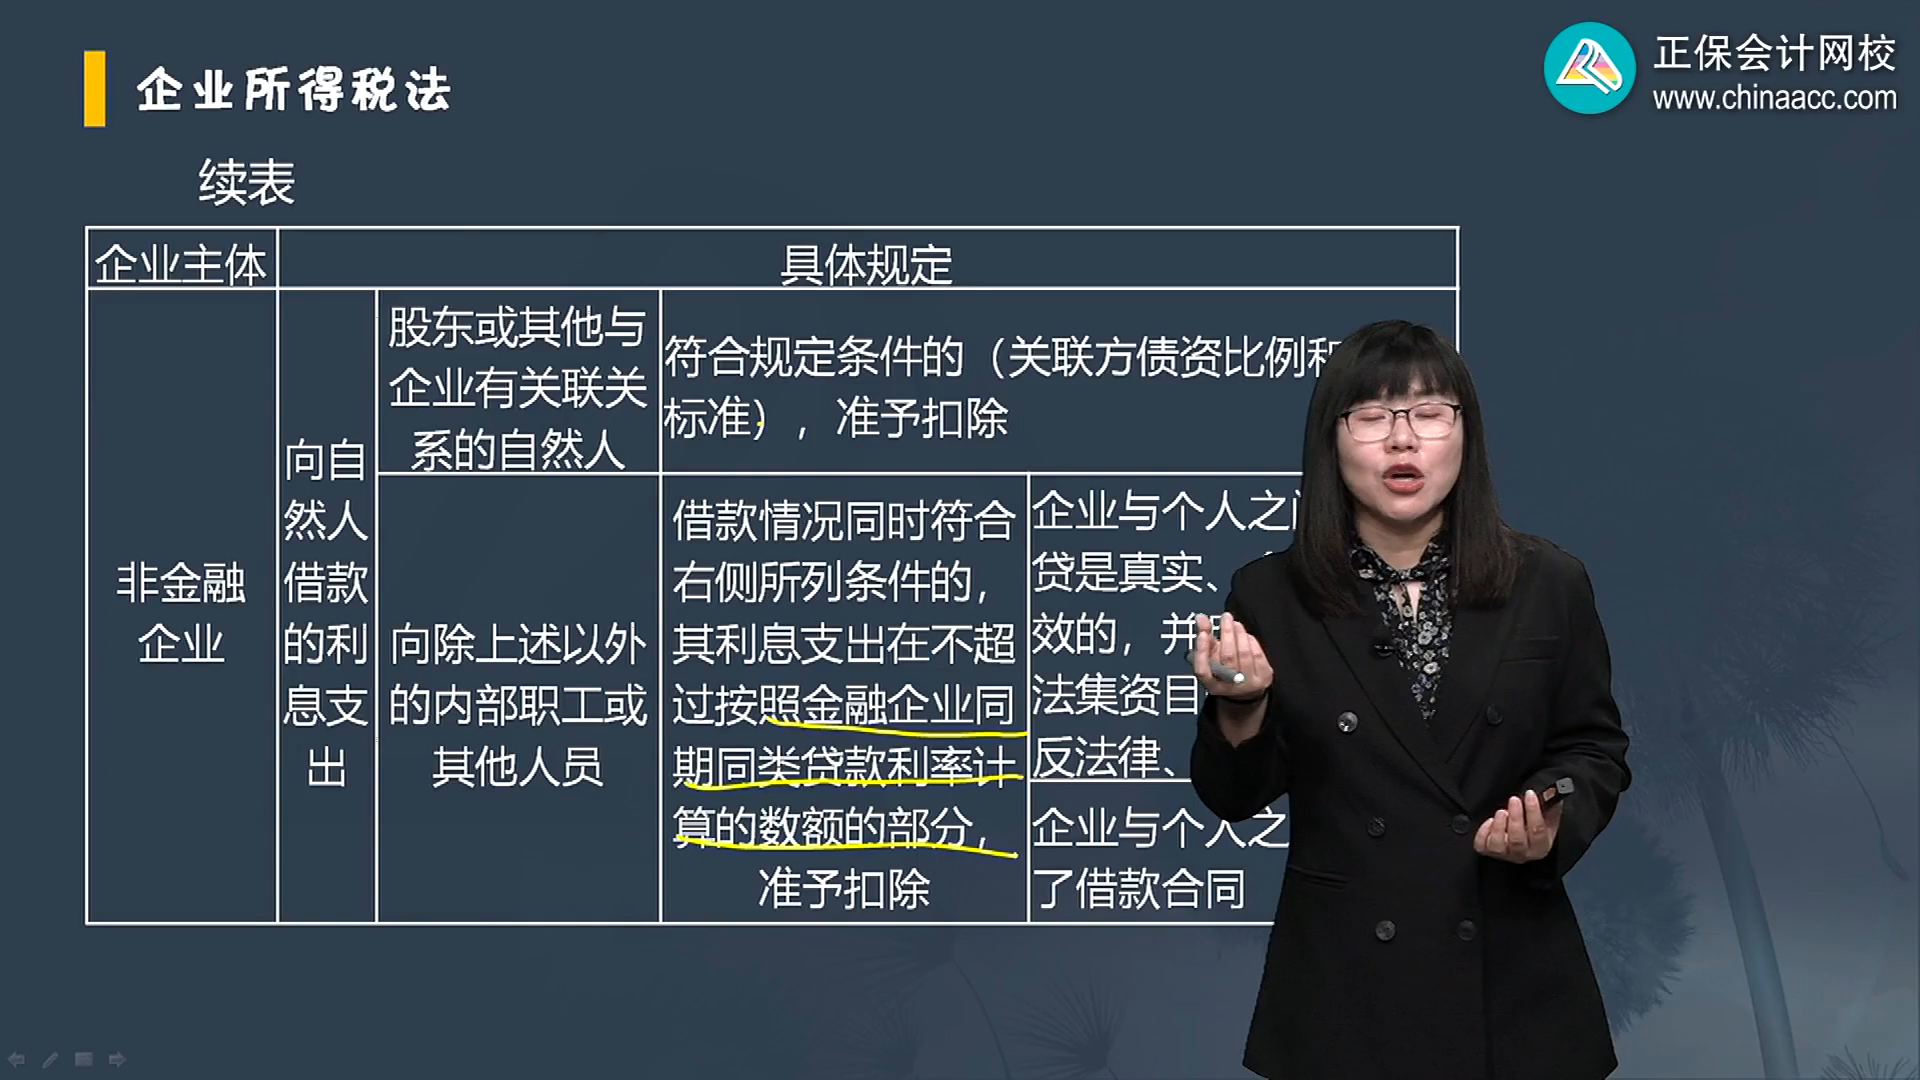 企业所得税法
正保会计网校
www.chinaacc.com
续表
企业主体
具体规定
非金融
企业
向自
然人
借款
的利
息支
出
股东或其他与
企业有关联关
系的自然人
符合规定条件的（关联方债资比例和
标准），准予扣除
向除上述以外
的内部职工或
其他人员
借款情况同时符合
右侧所列条件的，
其利息支出在不超
过按照金融企业同
期同类贷款利率计
算的数额的部分，
准予扣除
企业与个人之
贷是真实、
效的，并
法集资目
反法律、
企业与个人之
了借款合同